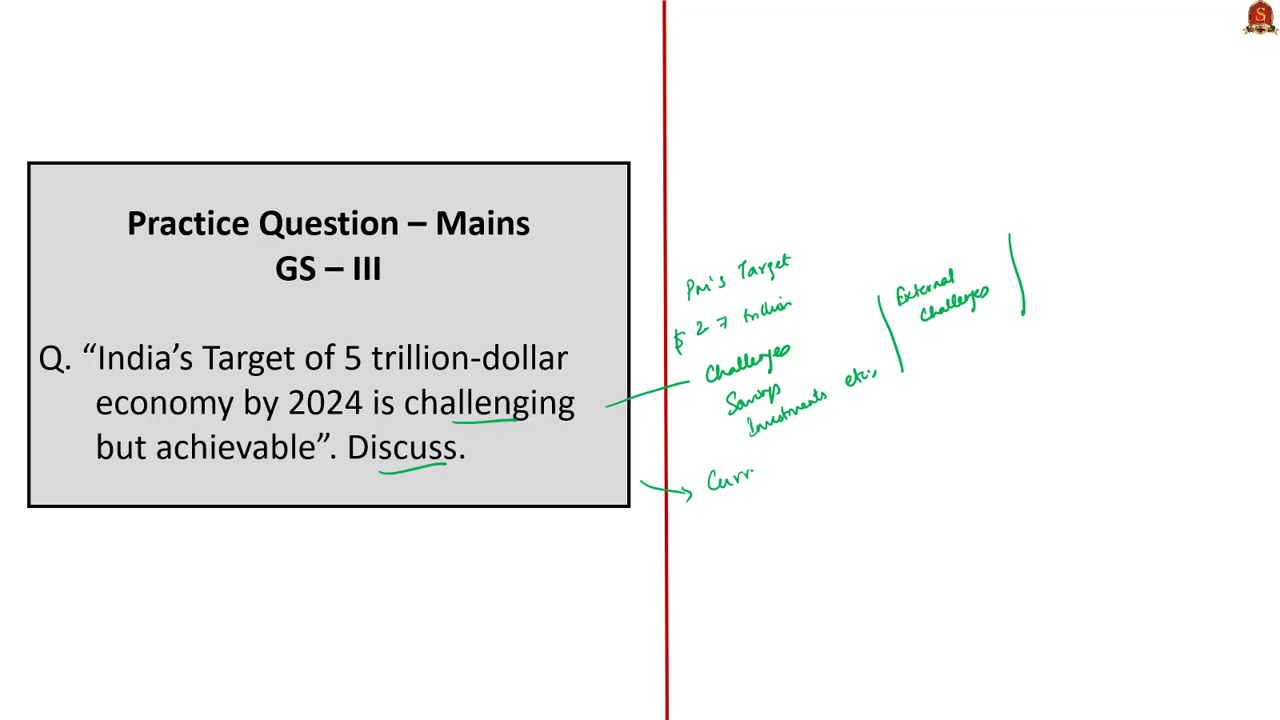 S
Practice Question – Mains
GS – III
Q. “India’s Target of 5 trillion-dollar
economy by 2024 is challenging
but achievable”. Discuss.
PM's Target
$ 2.7 trillion
Challenges
Savings
Investments etc.,
External
Challenges
Curr